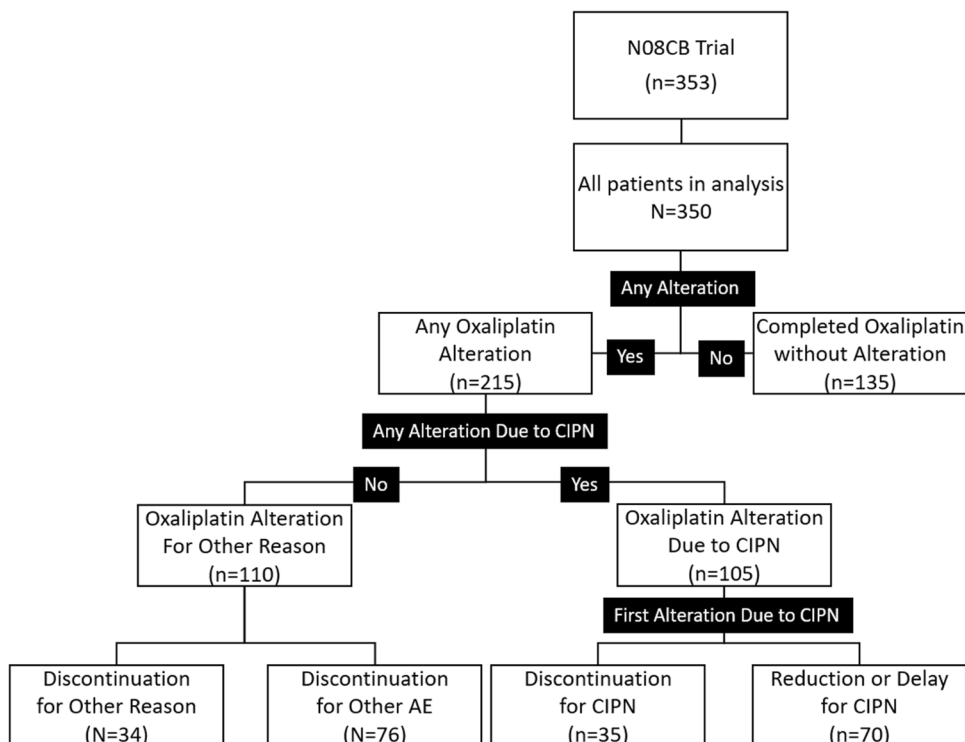 N08CB Trial
(n=353)
All patients in analysis
N=350
Any Alteration
Any Oxaliplatin
Alteration
(n=215)
Yes
No
Completed Oxaliplatin
without Alteration
(n=135)
Any Alteration Due to CIPN
No
Yes
Oxaliplatin Alteration
For Other Reason
(n=110)
Oxaliplatin Alteration
Due to CIPN
(n=105)
First Alteration Due to CIPN
Discontinuation
for Other Reason
(N=34)
Discontinuation
for Other AE
(N=76)
Discontinuation
for CIPN
(n=35)
Reduction or Delay
for CIPN
(n=70)